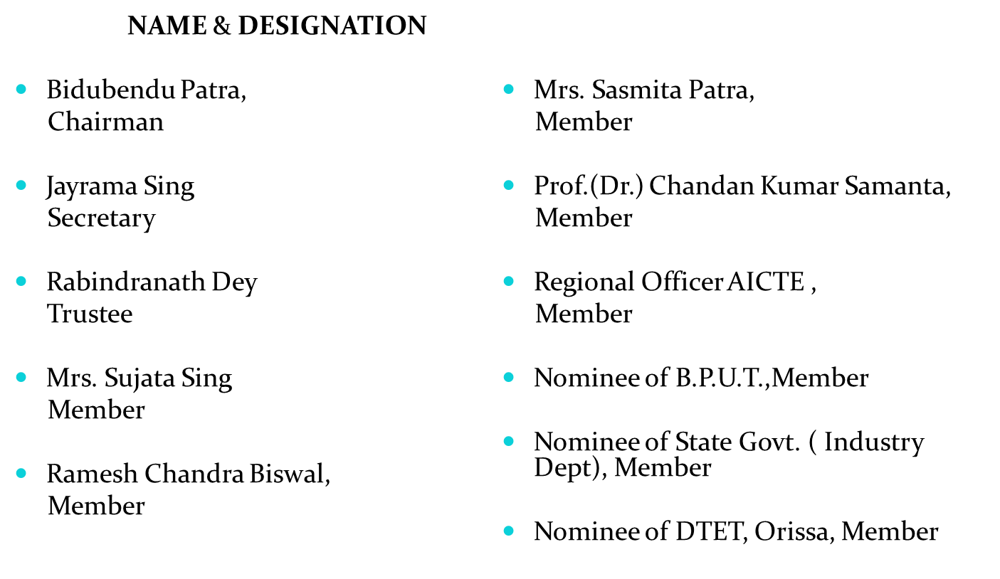 NAME & DESIGNATION
Bidubendu Patra,
Chairman
Jayrama Sing
Secretary
Rabindranath Dey
Trustee
Mrs. Sujata Sing
Member
Ramesh Chandra Biswal,
Member
Mrs. Sasmita Patra,
Member
Prof.(Dr.) Chandan Kumar Samanta,
Member
Regional Officer AICTE ,
Member
Nominee of B.P.U.T.,Member
Nominee of State Govt. ( Industry
Dept), Member
Nominee of DTET, Orissa, Member